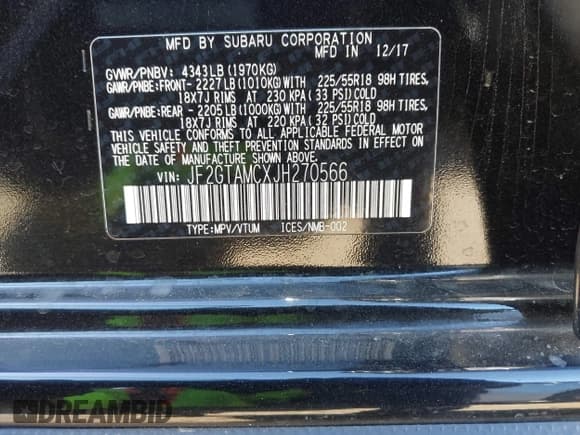 MFD BY SUBARU CORPORATION IN 12/17
GVWR/PNBV: 4343LB(1970KG)
GAWR/PNBE:FRONT- 2227LB(1010KG)WITH 225/55R18 98H TIRES,
18X7J RIMS AT 230 KPA(33 PSI)COLD
GAWR/PNBE:REAR - 2205LB(1000KG)WITH 225/55R18 98H TIRES,
18X7J RIMS AT 220 KPA(32 PSI)COLD
THIS VEHICLE CONFORMS TO ALL APPLICABLE FEDERAL MOTOR
VEHICLE SAFETY AND BUMPER STANDARDS IN EFFECT ON THE
DATE OF MANUFACTURE SHOWN ABOVE.
VIN: JF2GTAMCXJH270566
TYPE:MPV/VTUM ICES/NMB-002
DREAMBID